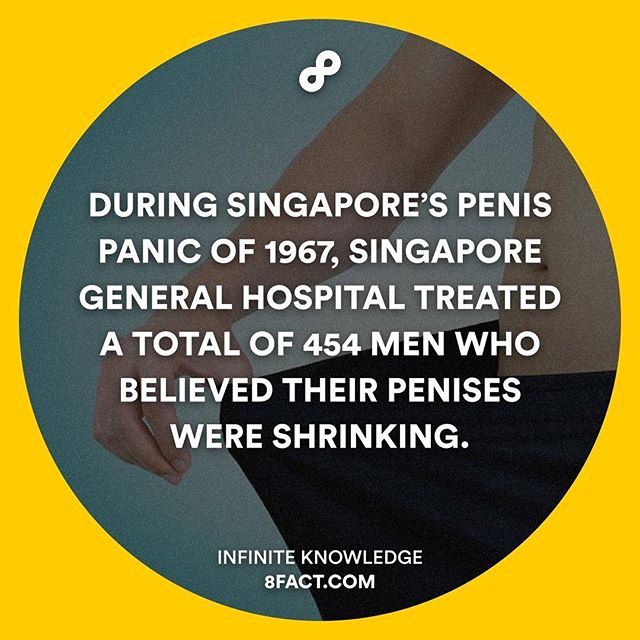 DURING SINGAPORE’S PENIS
PANIC OF 1967, SINGAPORE
GENERAL HOSPITAL TREATED
A TOTAL OF 454 MEN WHO
BELIEVED THEIR PENISES
WERE SHRINKING.
INFINITE KNOWLEDGE
8FACT.COM